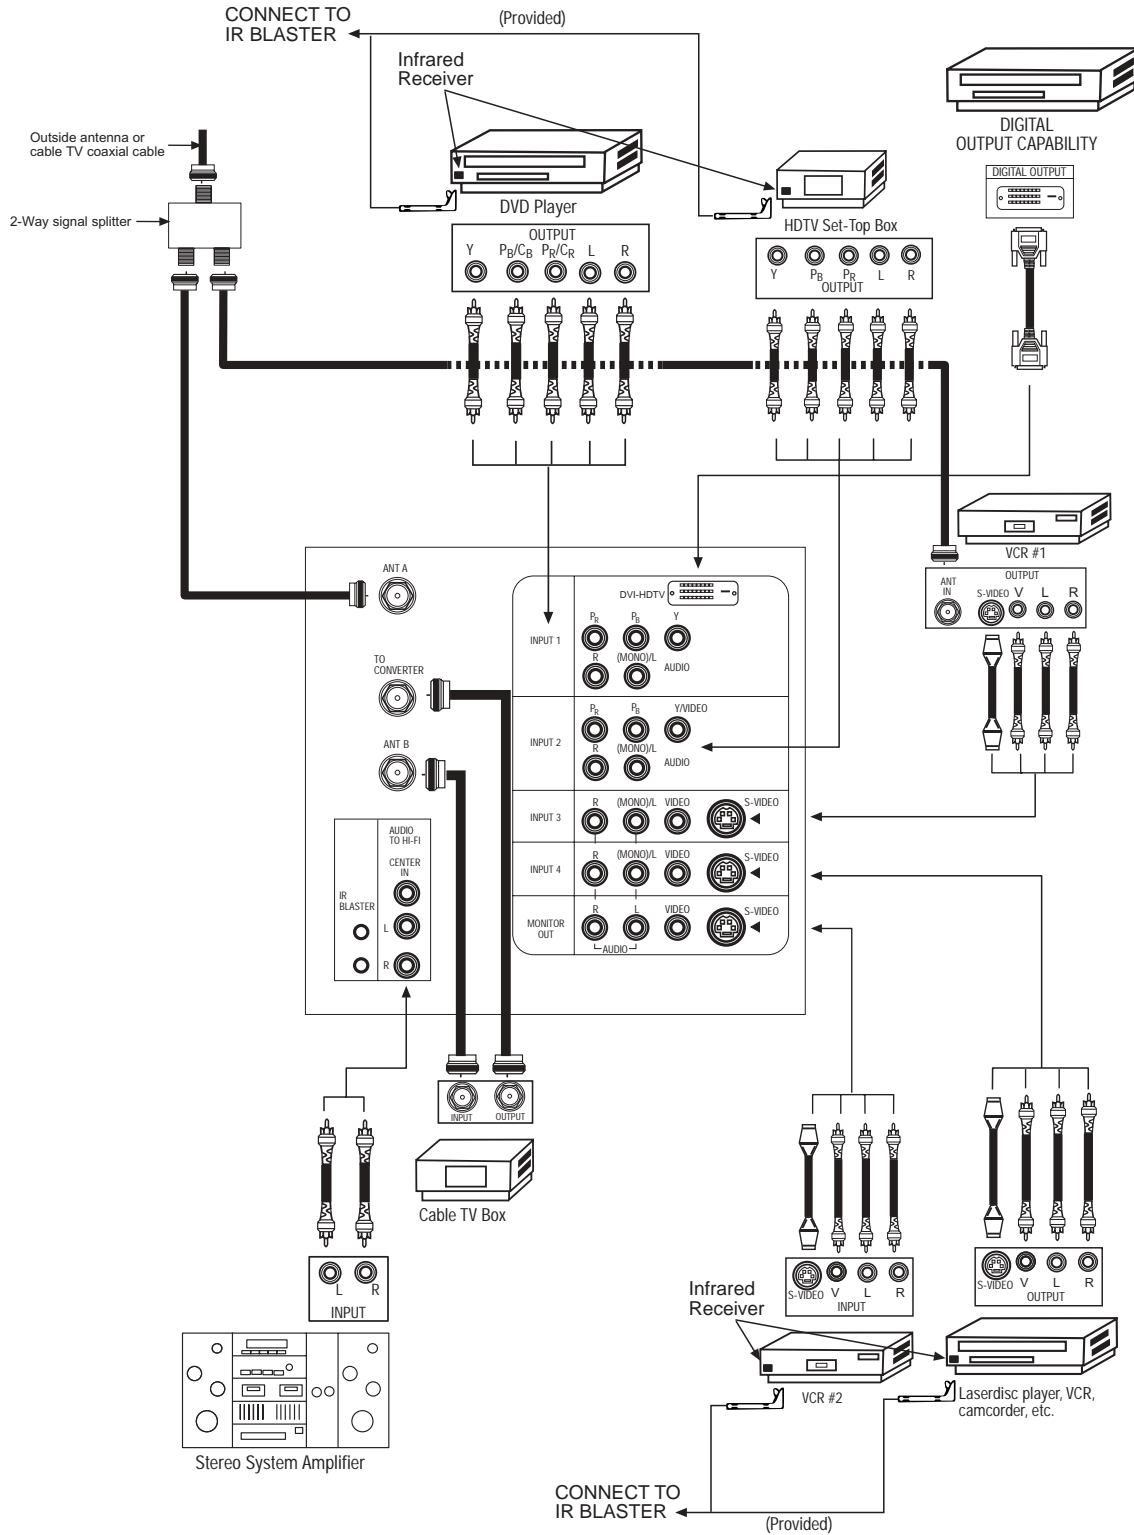 CONNECT TO
IR BLASTER
(Provided)
Infrared
Receiver
Outside antenna or
cable TV coaxial cable
2-Way signal splitter
DVD Player
OUTPUT
Y PB/CB PR/CR L R
HDTV Set-Top Box
Y PB PR L R
OUTPUT
DIGITAL
OUTPUT CAPABILITY
DIGITAL OUTPUT
VCR #1
OUTPUT
ANT
IN
S-VIDEO V L R
ANT A
TO
CONVERTER
ANT B
AUDIO
TO HI-FI
CENTER
IN
IR
BLASTER
L
R
DVI-HDTV
INPUT 1
PR PB Y
R (MONO)/L AUDIO
INPUT 2
PR PB Y/VIDEO
R (MONO)/L AUDIO
INPUT 3
R (MONO)/L VIDEO S-VIDEO
INPUT 4
R (MONO)/L VIDEO S-VIDEO
MONITOR
OUT
R L VIDEO S-VIDEO
AUDIO
INPUT OUTPUT
Cable TV Box
L R
INPUT
Stereo System Amplifier
S-VIDEO V L R
INPUT
S-VIDEO V L R
OUTPUT
Infrared
Receiver
VCR #2
Laserdisc player, VCR,
camcorder, etc.
CONNECT TO
IR BLASTER
(Provided)